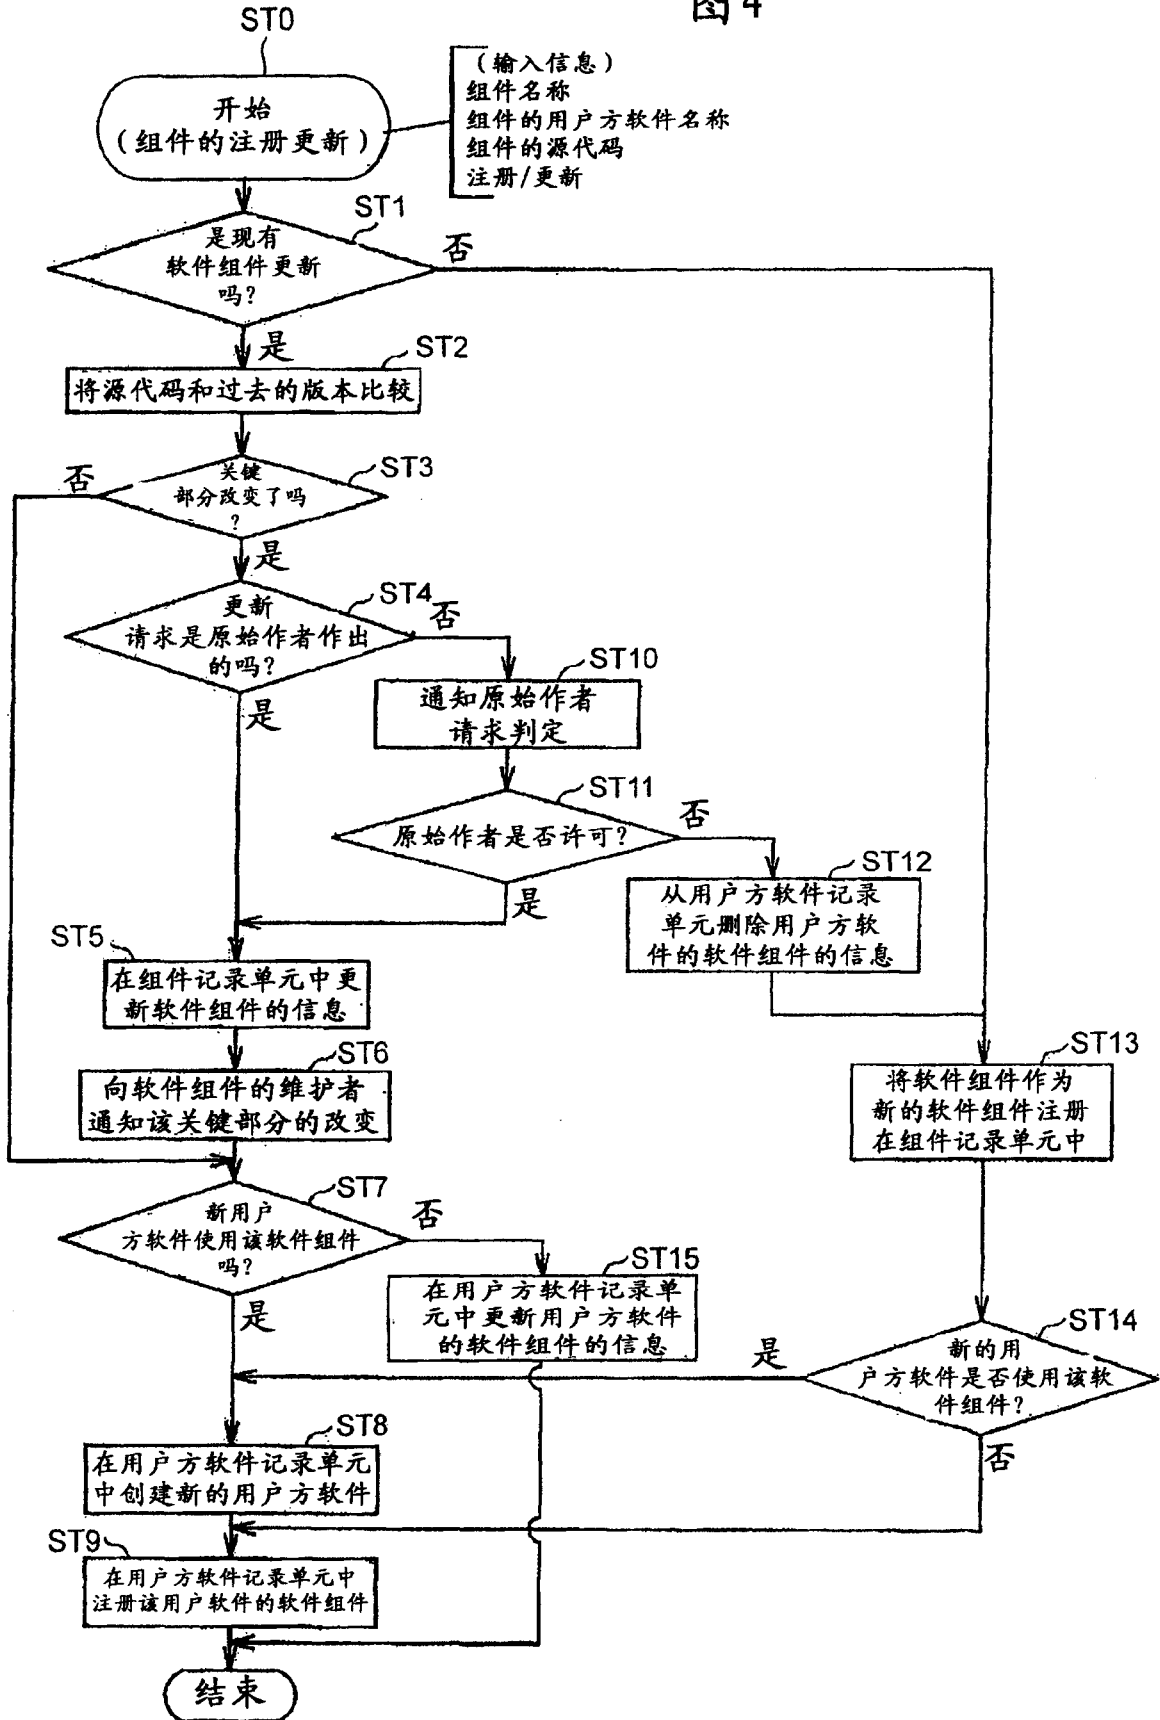 图4
ST0
开始
(组件的注册更新)
(输入信息)
组件名称
组件的用户方软件名称
组件的源代码
注册/更新
ST1
是现有
软件组件更新
吗?
否
是
ST2
将源代码和过去的版本比较
ST3
否
关键
部分改变了吗
?
是
ST4
更新
请求是原始作者作出
的吗?
否
是
ST10
通知原始作者
请求判定
ST11
原始作者是否许可?
否
是
ST12
从用户方软件记录
单元删除用户方软
件的软件组件的信息
ST5
在组件记录单元中更
新软件组件的信息
ST6
向软件组件的维护者
通知该关键部分的改变
ST13
将软件组件作为
新的软件组件注册
在组件记录单元中
ST7
新用户
方软件使用该软件组件
吗?
否
是
ST15
在用户方软件记录单
元中更新用户方软件
的软件组件的信息
ST14
新的用
户方软件是否使用该软
件组件?
是
否
ST8
在用户方软件记录单元
中创建新的用户方软件
ST9
在用户方软件记录单元中
注册该用户软件的软件组件
结束